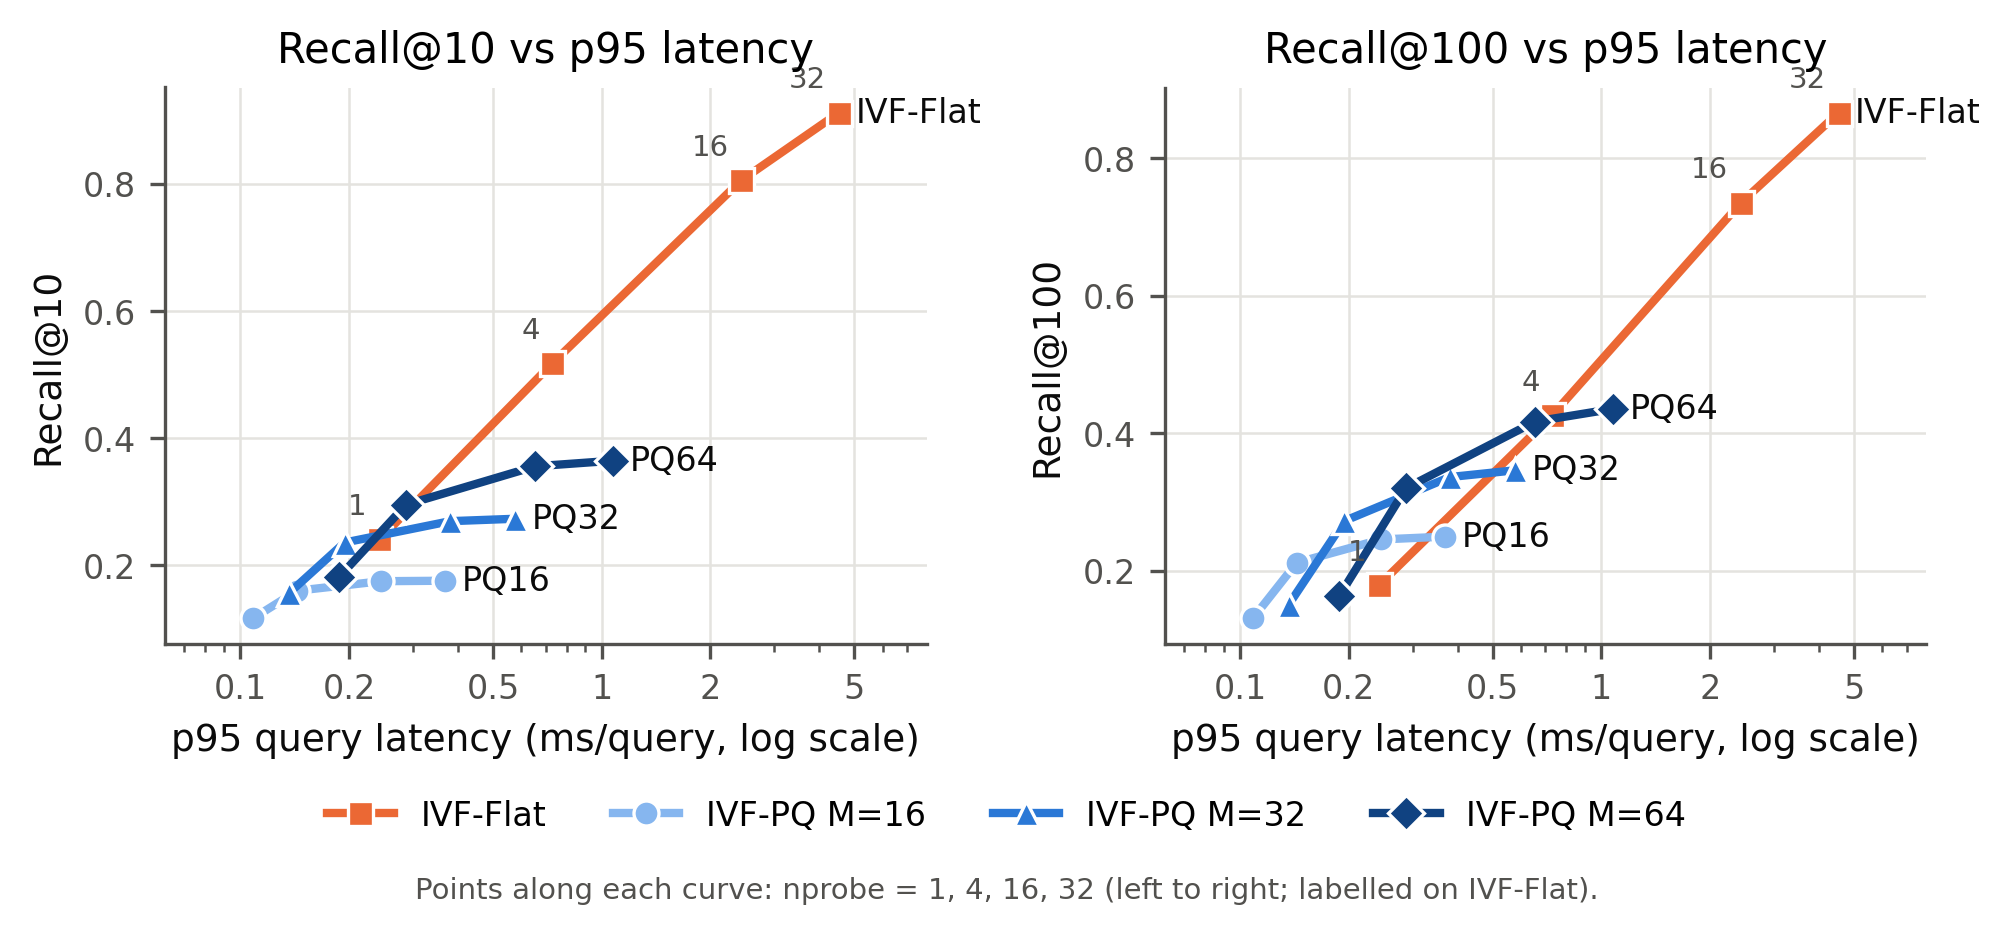 Recall@10 vs p95 latency
32
IVF-Flat
16
4
1
PQ64
PQ32
PQ16
Recall@10
0.8
0.6
0.4
0.2
0.1 0.2 0.5 1 2 5
p95 query latency (ms/query, log scale)
Recall@100 vs p95 latency
32
IVF-Flat
16
4
1
PQ64
PQ32
PQ16
Recall@100
0.8
0.6
0.4
0.2
0.1 0.2 0.5 1 2 5
p95 query latency (ms/query, log scale)
IVF-Flat IVF-PQ M=16 IVF-PQ M=32 IVF-PQ M=64
Points along each curve: nprobe = 1, 4, 16, 32 (left to right; labelled on IVF-Flat).